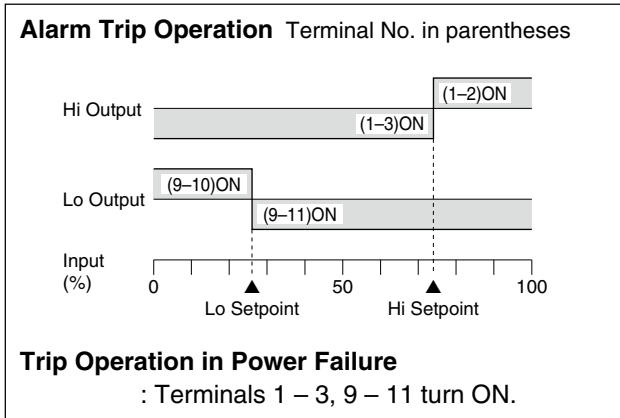 Alarm Trip Operation Terminal No. in parentheses
Hi Output
(1–2)ON
(1–3)ON
Lo Output
(9–10)ON
(9–11)ON
Input
(%)
0
50
100
Lo Setpoint
Hi Setpoint
Trip Operation in Power Failure
: Terminals 1 – 3, 9 – 11 turn ON.